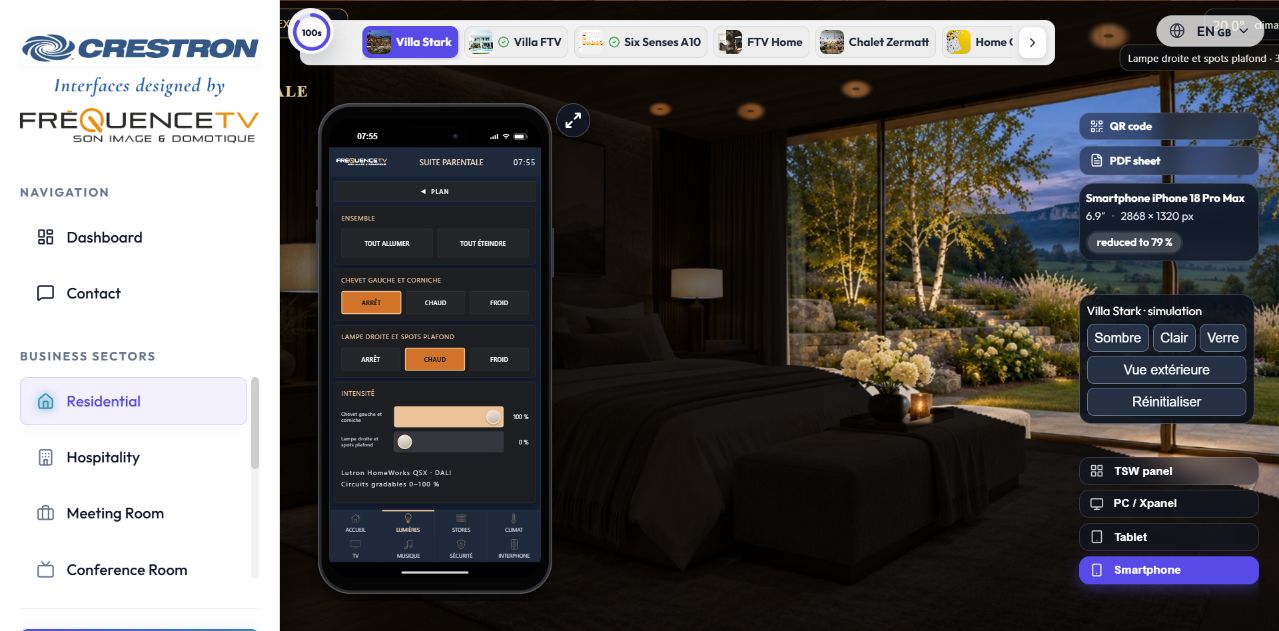 CRESTRON
Interfaces designed by
FRÉQUENCETV
SON IMAGE & DOMOTIQUE
NAVIGATION
Dashboard
Contact
BUSINESS SECTORS
Residential
Hospitality
Meeting Room
Conference Room
100s
Villa Stark
Villa FTV
Six Senses A10
FTV Home
Chalet Zermatt
Home
EN GB
20.0°
clima
Lampe droite et spots plafond · 3
ALE
07:55
FRÉQUENCETV
SUITE PARENTALE
07:55
◄ PLAN
ENSEMBLE
TOUT ALLUMER
TOUT ÉTEINDRE
CHEVET GAUCHE ET CORNICHE
ARRÊT
CHAUD
FROID
LAMPE DROITE ET SPOTS PLAFOND
ARRÊT
CHAUD
FROID
INTENSITÉ
Chevet gauche et
corniche
100 %
Lampe droite et
spots plafond
0 %
Lutron HomeWorks QSX · DALI
Circuits gradables 0–100 %
ACCUEIL
LUMIÈRES
STORES
CLIMAT
TV
MUSIQUE
SÉCURITÉ
INTERPHONE
QR code
PDF sheet
Smartphone iPhone 18 Pro Max
6.9" · 2868 × 1320 px
reduced to 79 %
Villa Stark · simulation
Sombre
Clair
Verre
Vue extérieure
Réinitialiser
TSW panel
PC / Xpanel
Tablet
Smartphone